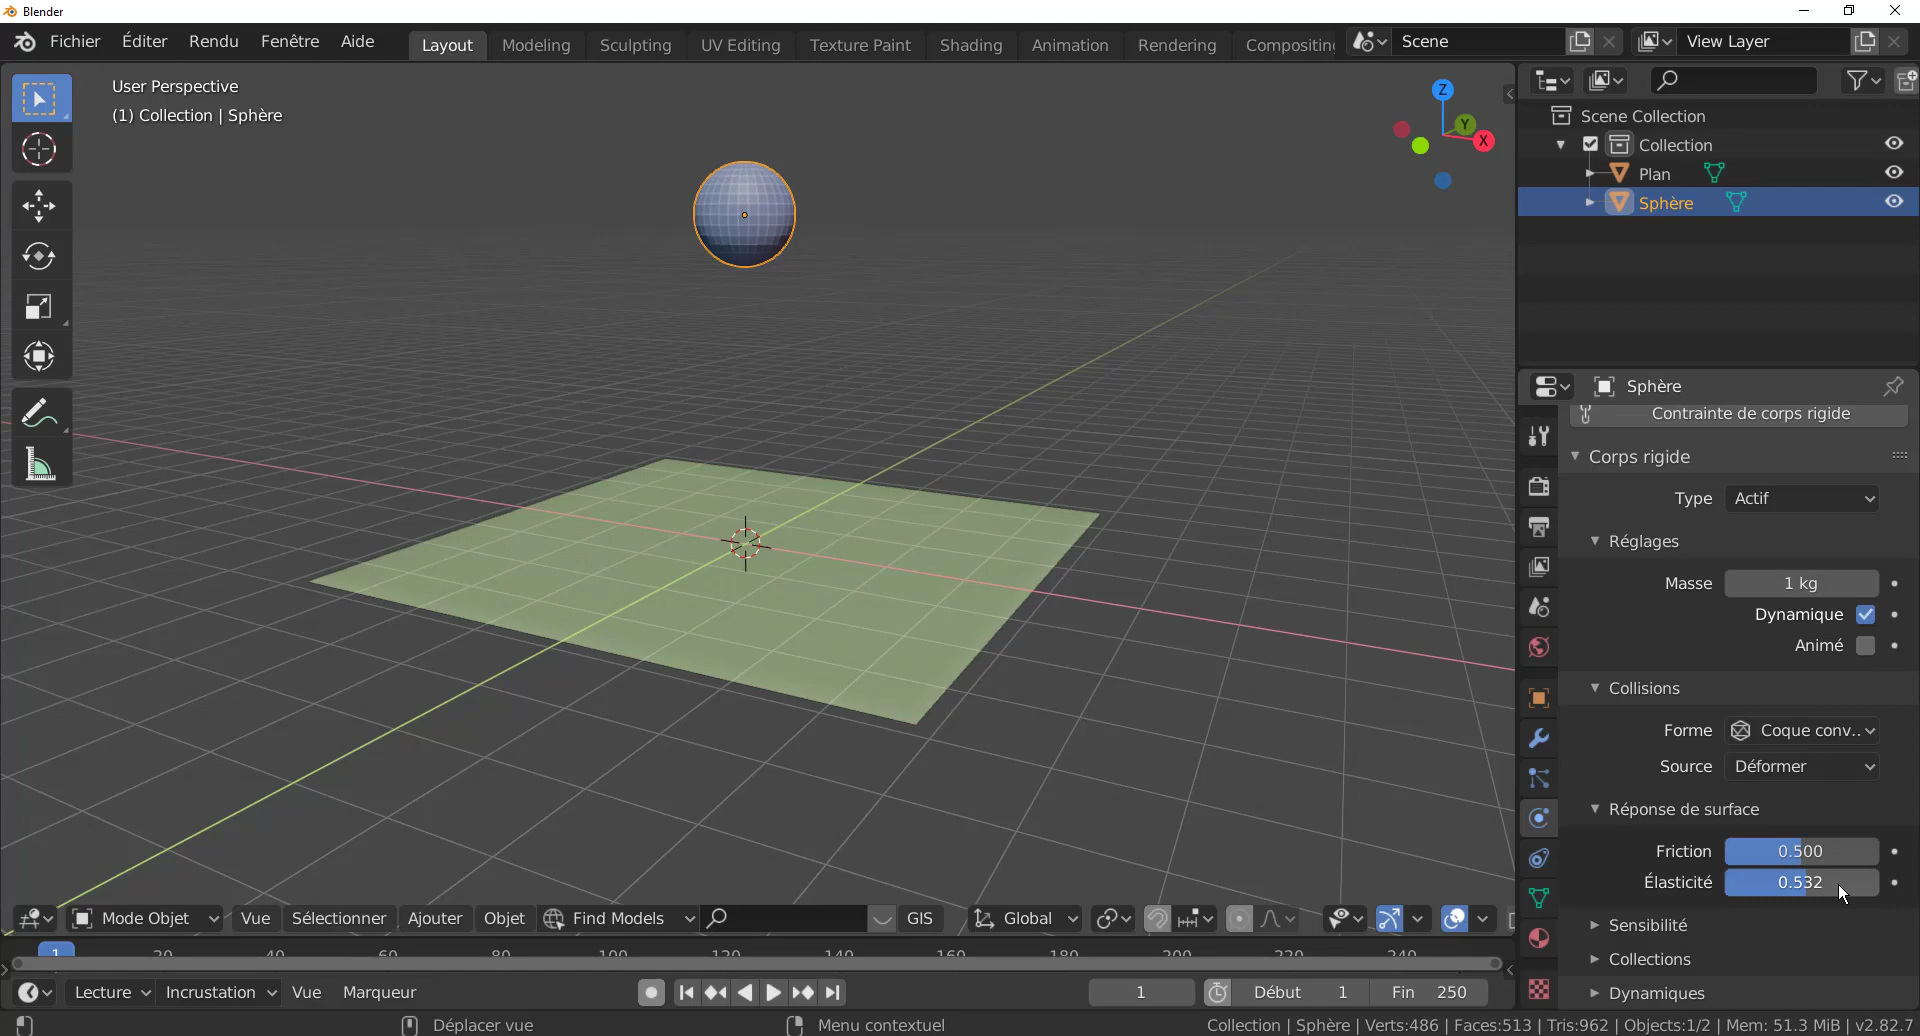 Blender
Fichier Éditer Rendu Fenêtre Aide Layout Modeling Sculpting UV Editing Texture Paint Shading Animation Rendering Compositing Scene View Layer
User Perspective
(1) Collection | Sphère
Z
Y
X
Scene Collection
Collection
Plan
Sphère
Sphère
Contrainte de corps rigide
Corps rigide
Type Actif
Réglages
Masse 1 kg
Dynamique
Animé
Collisions
Forme Coque conv..
Source Déformer
Réponse de surface
Friction 0.500
Élasticité 0.532
Sensibilité
Collections
Dynamiques
Mode Objet Vue Sélectionner Ajouter Objet Find Models GIS Global
1 20 40 60 80 100 120 140 160 180 200 220 240
Lecture Incrustation Vue Marqueur 1 Début 1 Fin 250
Déplacer vue Menu contextuel Collection | Sphère | Verts:486 | Faces:513 | Tris:962 | Objects:1/2 | Mem: 51.3 MiB | v2.82.7